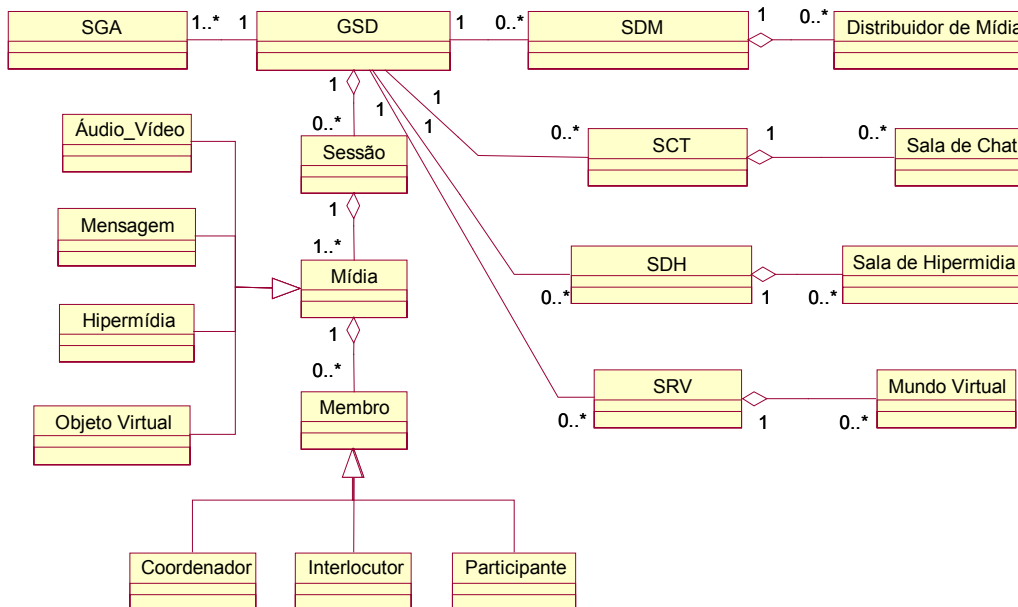 SGA
1..*
1
GSD
1
0..*
SDM
1
0..*
Distribuidor de Mídia
1
1
1
1
0..*
SCT
1
0..*
Sala de Chat
0..*
Sessão
Áudio_Vídeo
1
Mensagem
1..*
Mídia
SDH
0..*
1
Sala de Hipermidia
0..*
Hipermídia
1
0..*
Membro
SRV
0..*
1
Mundo Virtual
0..*
Objeto Virtual
Coordenador
Interlocutor
Participante